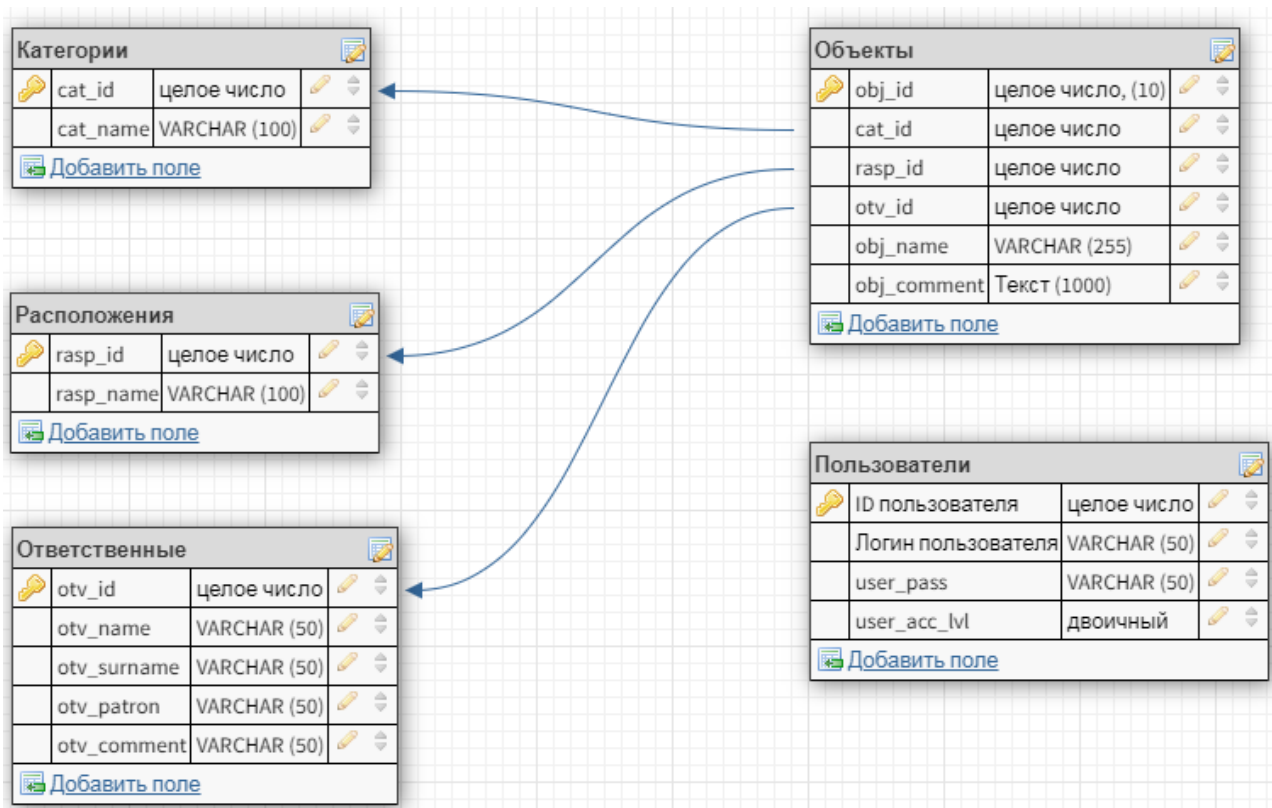 Категории
cat_id целое число
cat_name VARCHAR (100)
Добавить поле
Расположения
rasp_id целое число
rasp_name VARCHAR (100)
Добавить поле
Ответственные
otv_id целое число
otv_name VARCHAR (50)
otv_surname VARCHAR (50)
otv_patron VARCHAR (50)
otv_comment VARCHAR (50)
Добавить поле
Объекты
obj_id целое число, (10)
cat_id целое число
rasp_id целое число
otv_id целое число
obj_name VARCHAR (255)
obj_comment Текст (1000)
Добавить поле
Пользователи
ID пользователя целое число
Логин пользователя VARCHAR (50)
user_pass VARCHAR (50)
user_acc_lvl двоичный
Добавить поле